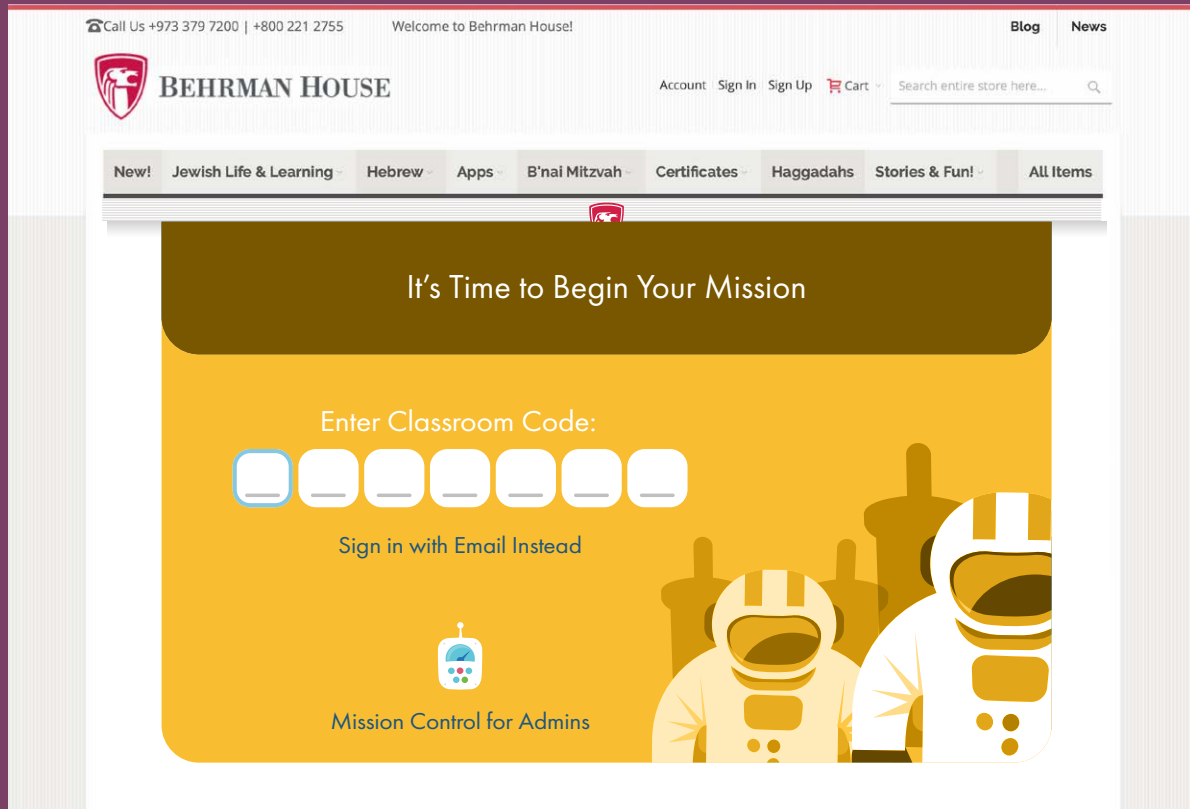 Call Us +973 379 7200 | +800 221 2755 Welcome to Behrman House! Blog News
BEHRMAN HOUSE
Account Sign In Sign Up Cart Search entire store here...
New! Jewish Life & Learning Hebrew Apps B'nai Mitzvah Certificates Haggadahs Stories & Fun! All Items
It's Time to Begin Your Mission
Enter Classroom Code:
Sign in with Email Instead
Mission Control for Admins